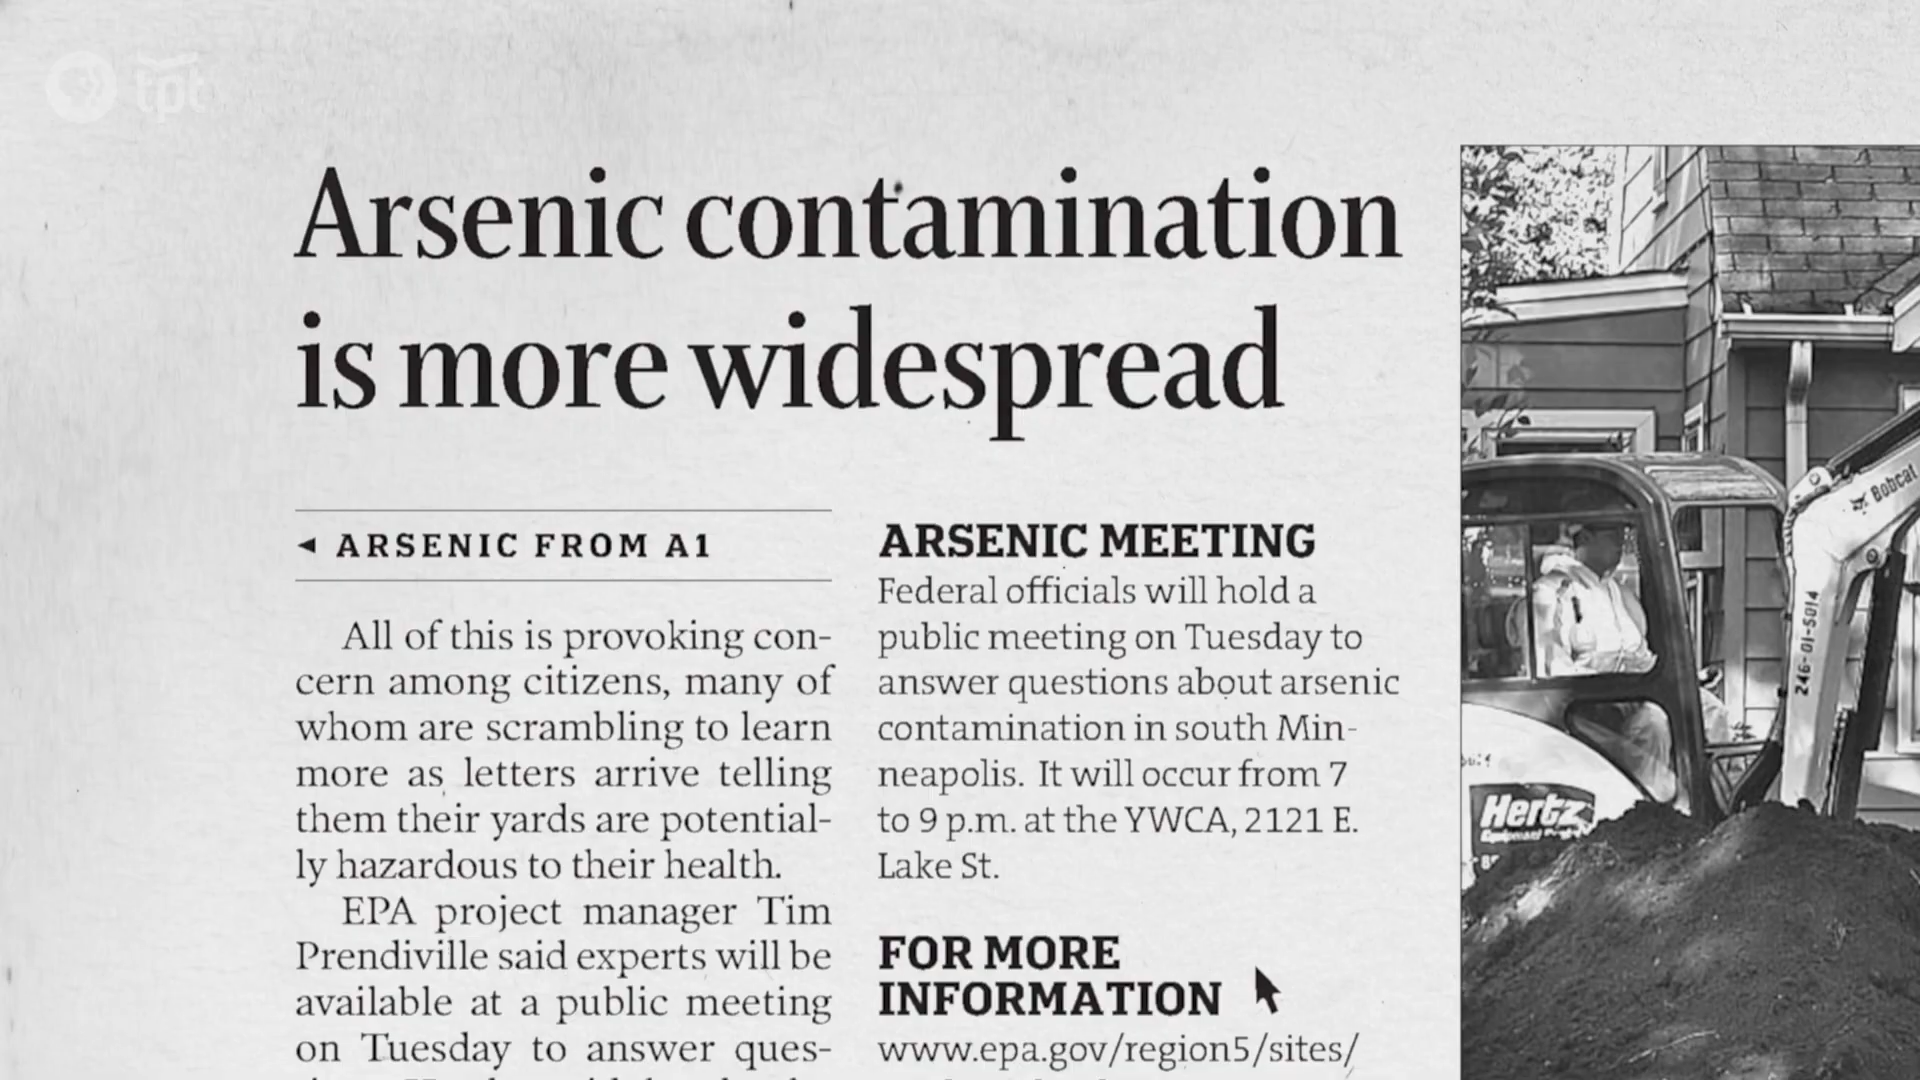 tpt
Arsenic contamination
is more widespread
◄ ARSENIC FROM A1
All of this is provoking con-
cern among citizens, many of
whom are scrambling to learn
more as letters arrive telling
them their yards are potential-
ly hazardous to their health.
EPA project manager Tim
Prendiville said experts will be
available at a public meeting
on Tuesday to answer ques-
ARSENIC MEETING
Federal officials will hold a
public meeting on Tuesday to
answer questions about arsenic
contamination in south Min-
neapolis. It will occur from 7
to 9 p.m. at the YWCA, 2121 E.
Lake St.
FOR MORE
INFORMATION
www.epa.gov/region5/sites/
Bobcat
246-01-5014
Hertz